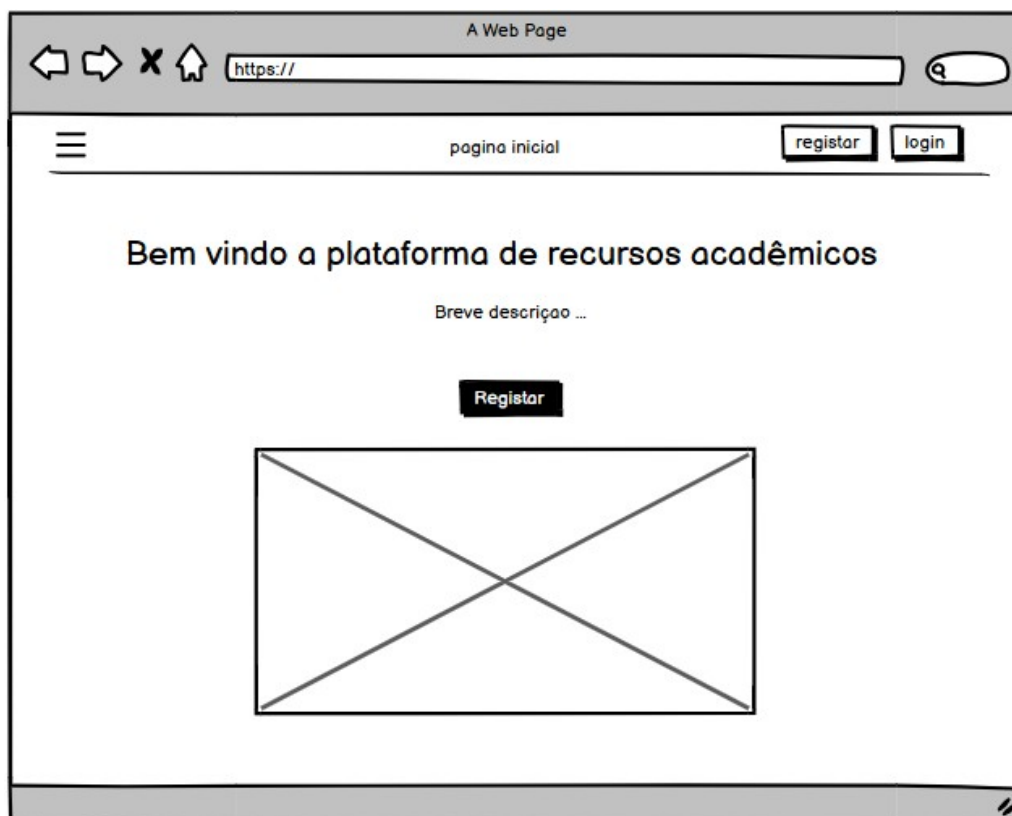 A Web Page
https://
pagina inicial
registar
login
Bem vindo a plataforma de recursos acadêmicos
Breve descriçao ...
Registar